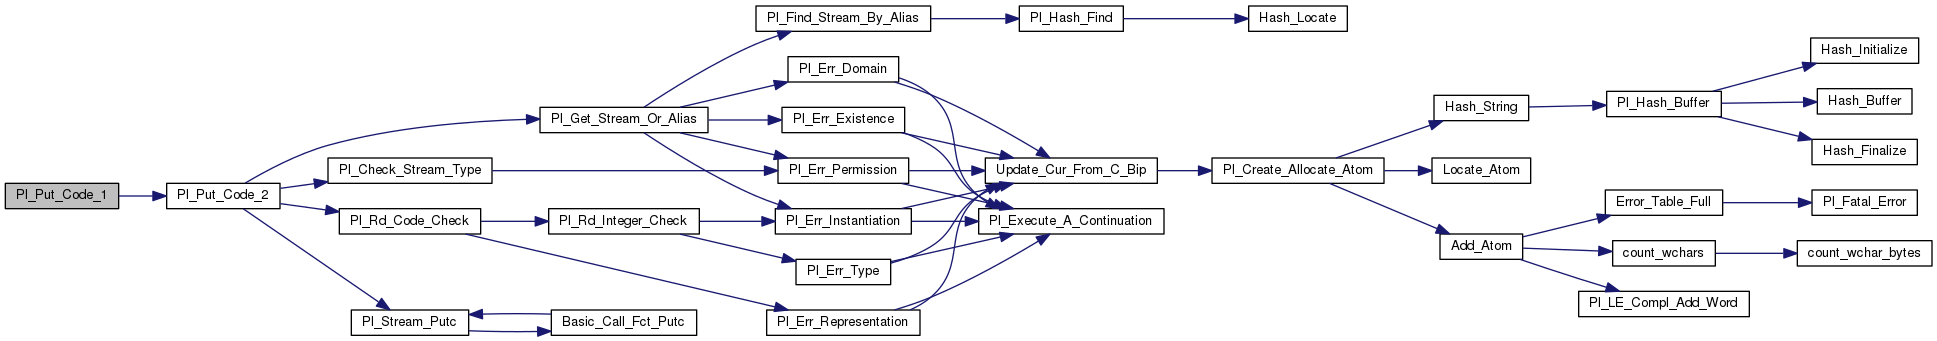 Pl_Put_Code_1
Pl_Put_Code_2
Pl_Get_Stream_Or_Alias
Pl_Check_Stream_Type
Pl_Rd_Code_Check
Pl_Stream_Putc
Pl_Rd_Integer_Check
Basic_Call_Fct_Putc
Pl_Find_Stream_By_Alias
Pl_Err_Domain
Pl_Err_Existence
Pl_Err_Permission
Pl_Err_Instantiation
Pl_Err_Type
Pl_Err_Representation
Pl_Hash_Find
Update_Cur_From_C_Bip
Pl_Execute_A_Continuation
Hash_Locate
Pl_Create_Allocate_Atom
Hash_String
Locate_Atom
Add_Atom
Pl_Hash_Buffer
Error_Table_Full
count_wchars
Pl_LE_Compl_Add_Word
Hash_Initialize
Hash_Buffer
Hash_Finalize
Pl_Fatal_Error
count_wchar_bytes